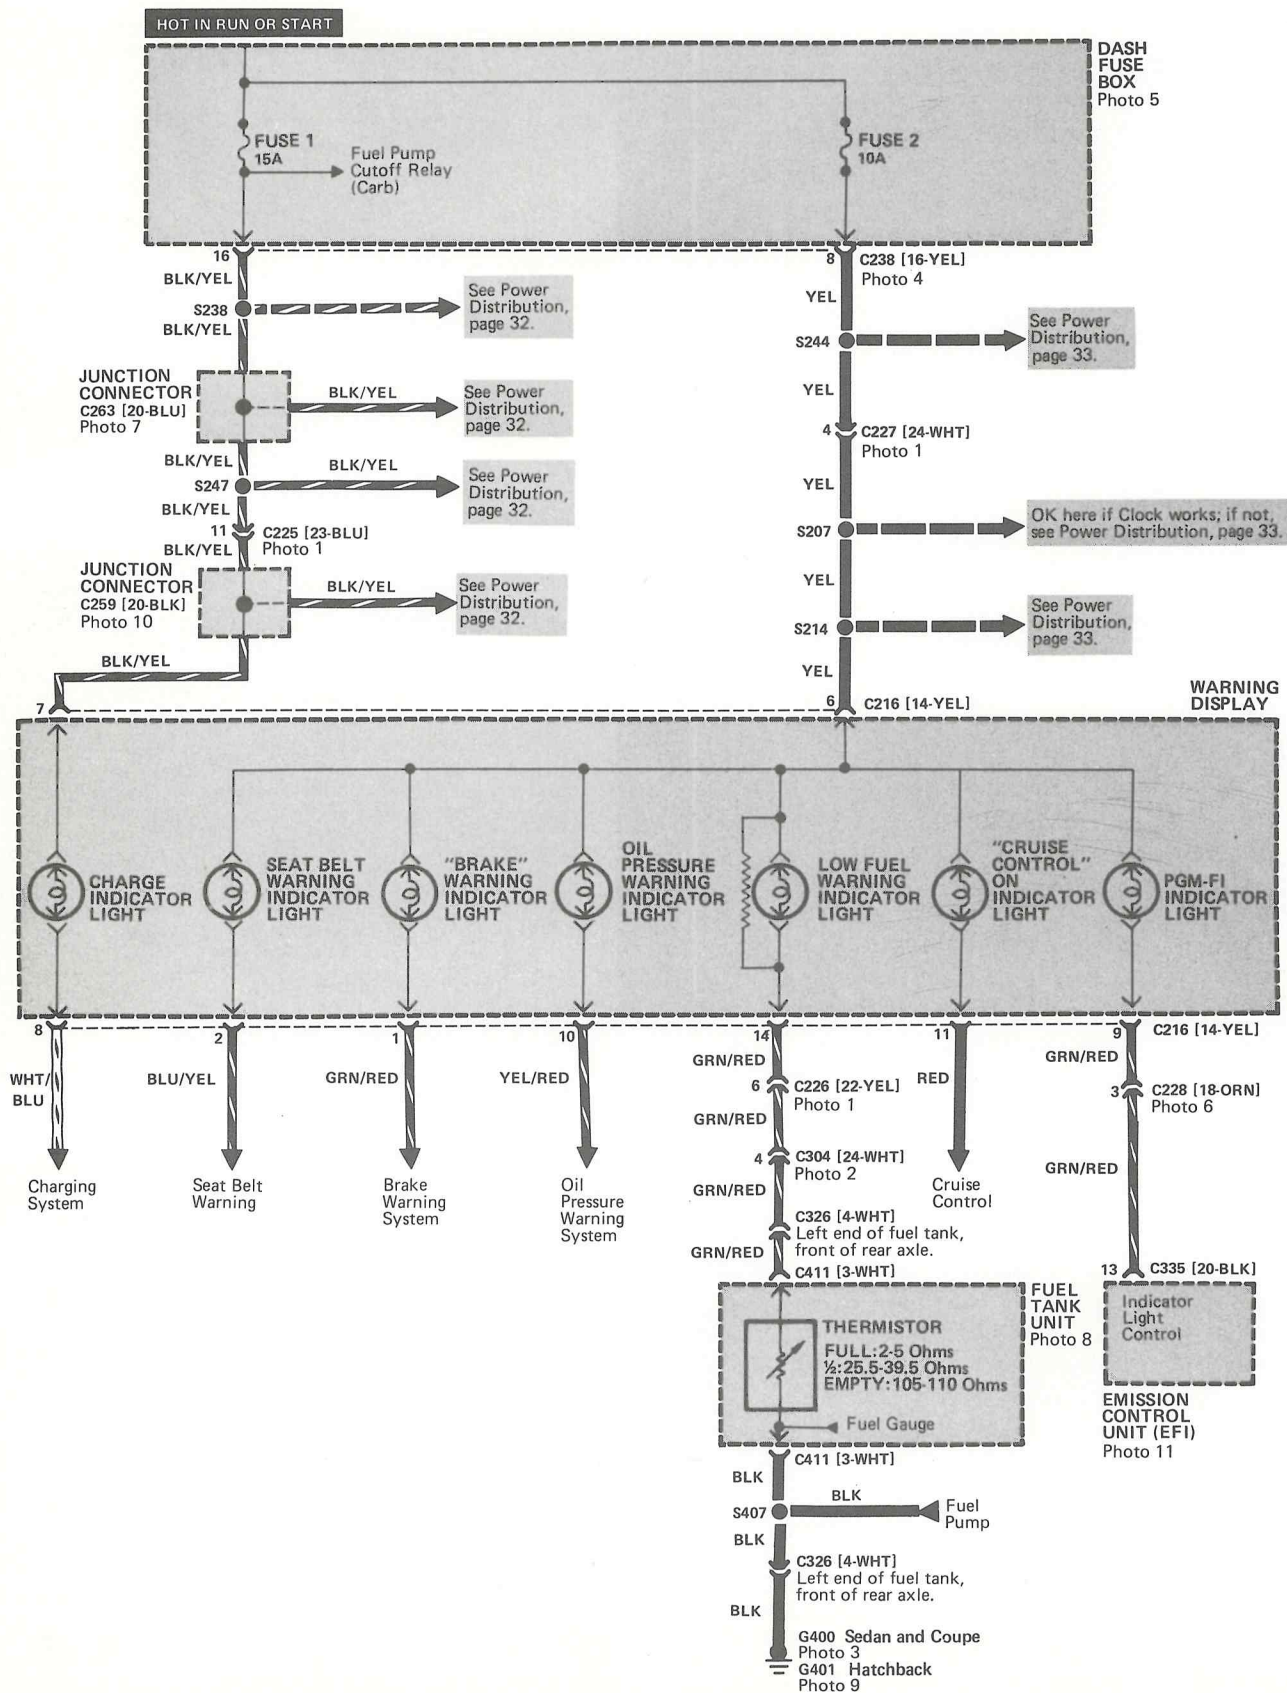 HOT IN RUN OR START
DASH
FUSE
BOX
Photo 5
FUSE 1
15A
Fuel Pump
Cutoff Relay
(Carb)
FUSE 2
10A
16
8
C238 [16-YEL]
Photo 4
BLK/YEL
YEL
S238
See Power
Distribution,
page 32.
BLK/YEL
S244
See Power
Distribution,
page 33.
JUNCTION
CONNECTOR
C263 [20-BLU]
Photo 7
BLK/YEL
See Power
Distribution,
page 32.
YEL
4
C227 [24-WHT]
Photo 1
BLK/YEL
S247
BLK/YEL
See Power
Distribution,
page 32.
YEL
BLK/YEL
11
C225 [23-BLU]
Photo 1
BLK/YEL
S207
OK here if Clock works; if not,
see Power Distribution, page 33.
JUNCTION
CONNECTOR
C259 [20-BLK]
Photo 10
BLK/YEL
See Power
Distribution,
page 32.
YEL
S214
See Power
Distribution,
page 33.
BLK/YEL
YEL
7
6
C216 [14-YEL]
WARNING
DISPLAY
CHARGE
INDICATOR
LIGHT
SEAT BELT
WARNING
INDICATOR
LIGHT
"BRAKE"
WARNING
INDICATOR
LIGHT
OIL
PRESSURE
WARNING
INDICATOR
LIGHT
LOW FUEL
WARNING
INDICATOR
LIGHT
"CRUISE
CONTROL"
ON
INDICATOR
LIGHT
PGM-FI
INDICATOR
LIGHT
8
2
1
10
14
11
9
C216 [14-YEL]
WHT/
BLU
BLU/YEL
GRN/RED
YEL/RED
GRN/RED
RED
GRN/RED
6
C226 [22-YEL]
Photo 1
3
C228 [18-ORN]
Photo 6
GRN/RED
4
C304 [24-WHT]
Photo 2
GRN/RED
Charging
System
Seat Belt
Warning
Brake
Warning
System
Oil
Pressure
Warning
System
GRN/RED
Cruise
Control
C326 [4-WHT]
Left end of fuel tank,
front of rear axle.
GRN/RED
C411 [3-WHT]
13
C335 [20-BLK]
FUEL
TANK
UNIT
Photo 8
THERMISTOR
FULL:2-5 Ohms
½:25.5-39.5 Ohms
EMPTY:105-110 Ohms
Fuel Gauge
Indicator
Light
Control
EMISSION
CONTROL
UNIT (EFI)
Photo 11
C411 [3-WHT]
BLK
BLK
S407
Fuel
Pump
BLK
C326 [4-WHT]
Left end of fuel tank,
front of rear axle.
BLK
G400 Sedan and Coupe
Photo 3
G401 Hatchback
Photo 9